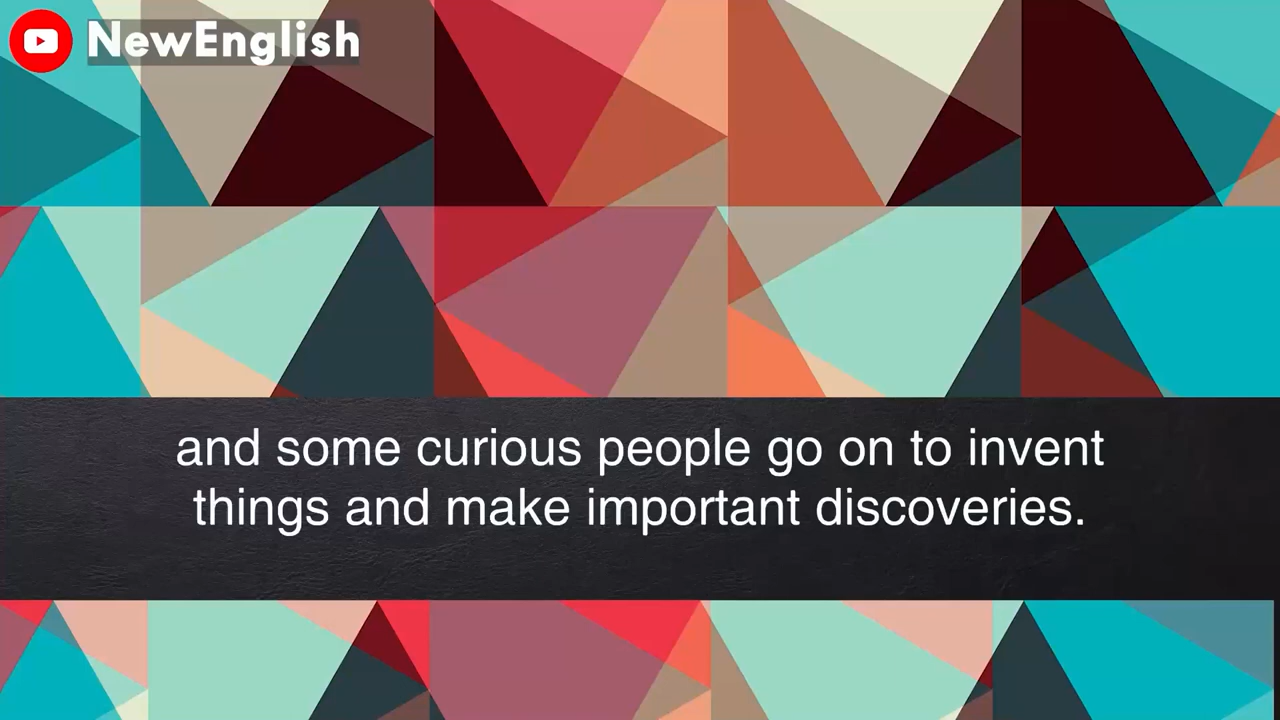 NewEnglish
and some curious people go on to invent
things and make important discoveries.